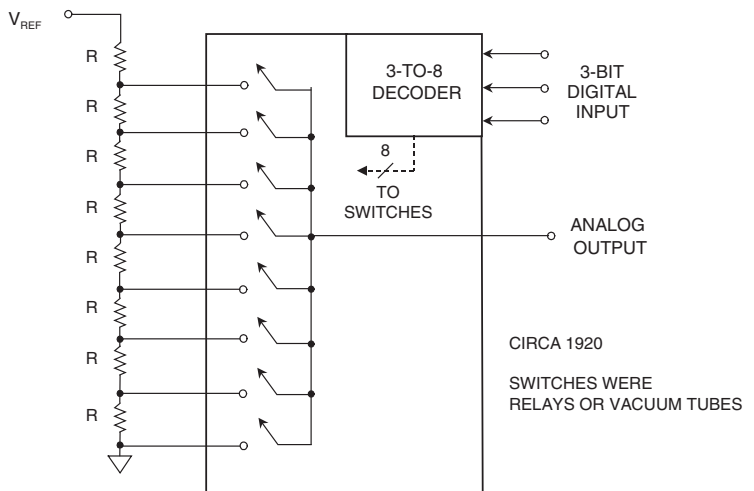 VREF
R
R
R
R
R
R
R
R
3-TO-8
DECODER
3-BIT
DIGITAL
INPUT
8
TO
SWITCHES
ANALOG
OUTPUT
CIRCA 1920
SWITCHES WERE
RELAYS OR VACUUM TUBES